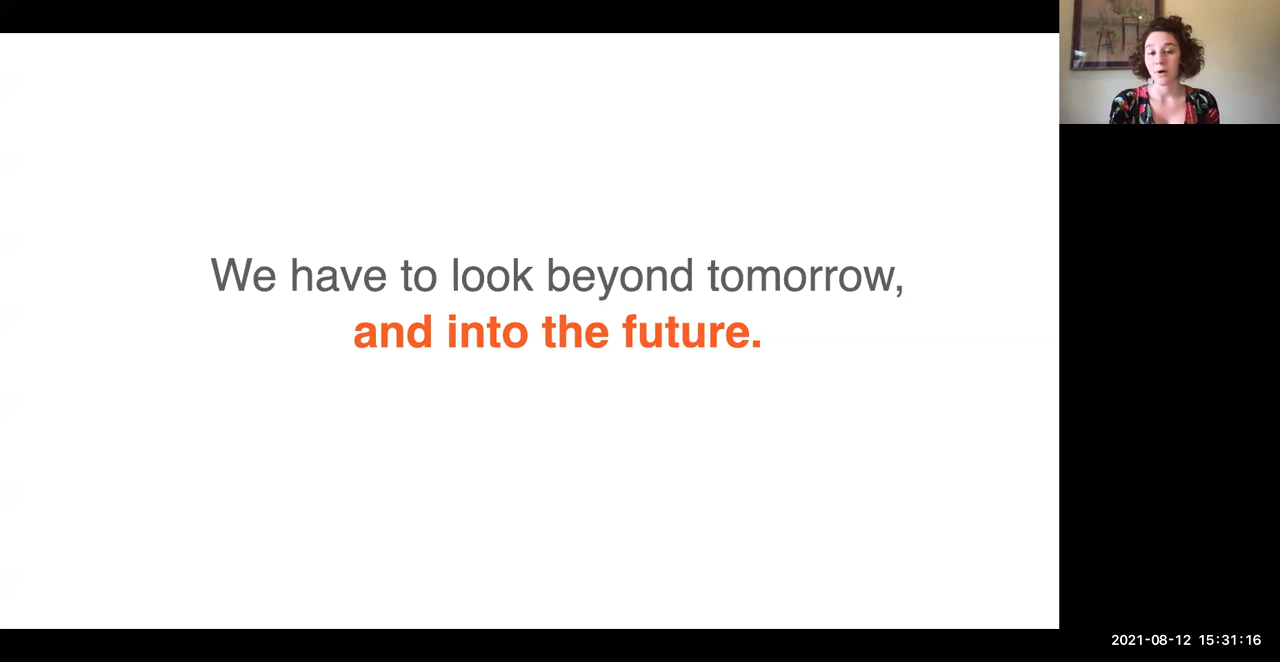 We have to look beyond tomorrow,
and into the future.
2021-08-12 15:31:16